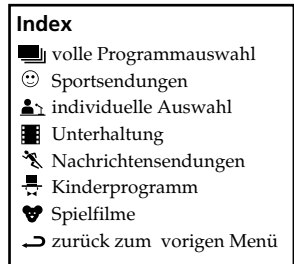 Index
volle Programmauswahl
Sportsendungen
individuelle Auswahl
Unterhaltung
Nachrichtensendungen
Kinderprogramm
Spielfilme
zurück zum vorigen Menü